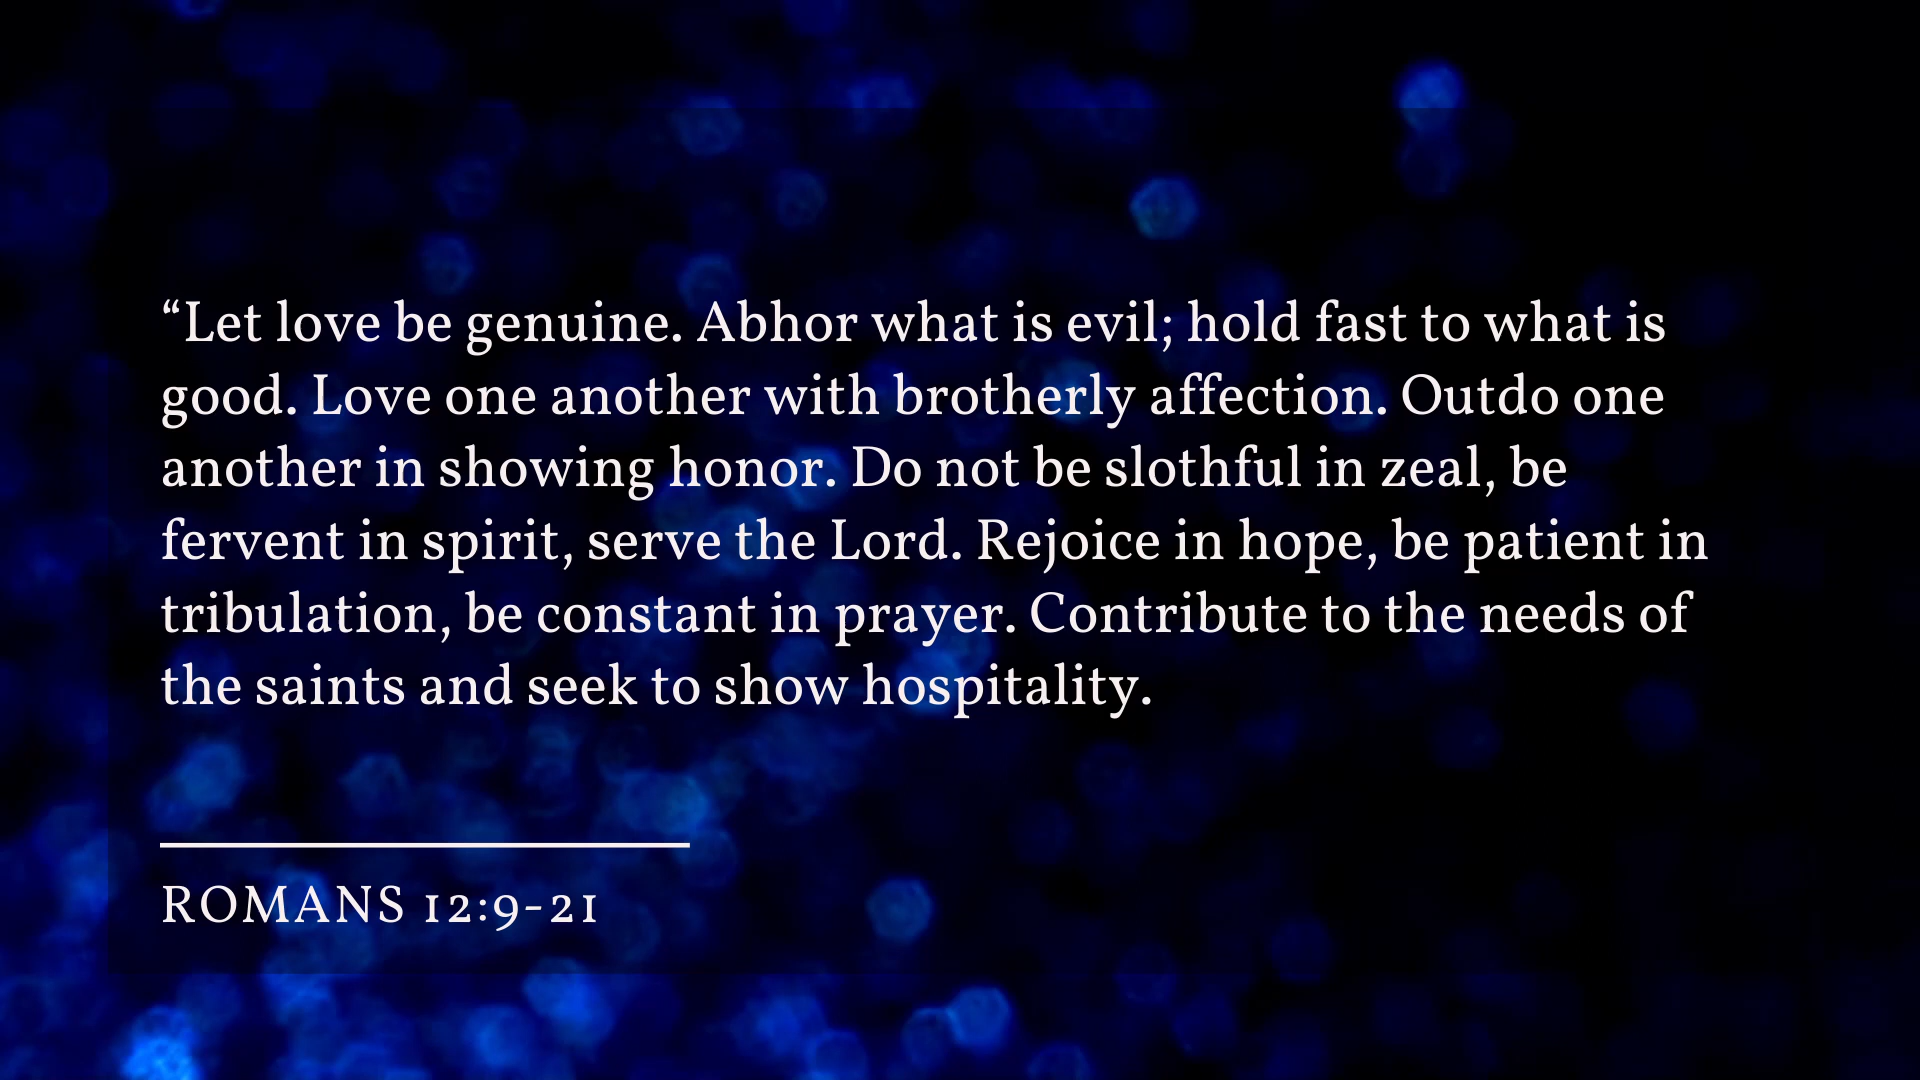 “Let love be genuine. Abhor what is evil; hold fast to what is
good. Love one another with brotherly affection. Outdo one
another in showing honor. Do not be slothful in zeal, be
fervent in spirit, serve the Lord. Rejoice in hope, be patient in
tribulation, be constant in prayer. Contribute to the needs of
the saints and seek to show hospitality.
ROMANS 12:9-21